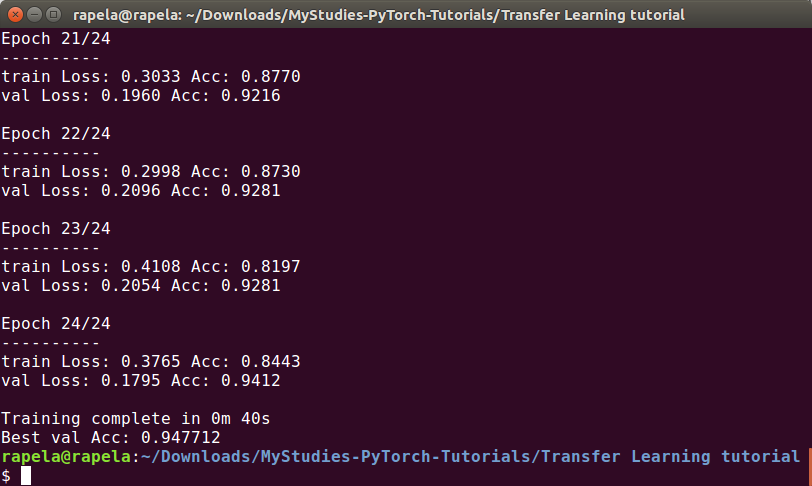 rapela@rapela: ~/Downloads/MyStudies-PyTorch-Tutorials/Transfer Learning tutorial
Epoch 21/24
----------
train Loss: 0.3033 Acc: 0.8770
val Loss: 0.1960 Acc: 0.9216
Epoch 22/24
----------
train Loss: 0.2998 Acc: 0.8730
val Loss: 0.2096 Acc: 0.9281
Epoch 23/24
----------
train Loss: 0.4108 Acc: 0.8197
val Loss: 0.2054 Acc: 0.9281
Epoch 24/24
----------
train Loss: 0.3765 Acc: 0.8443
val Loss: 0.1795 Acc: 0.9412
Training complete in 0m 40s
Best val Acc: 0.947712
rapela@rapela:~/Downloads/MyStudies-PyTorch-Tutorials/Transfer Learning tutorial
$